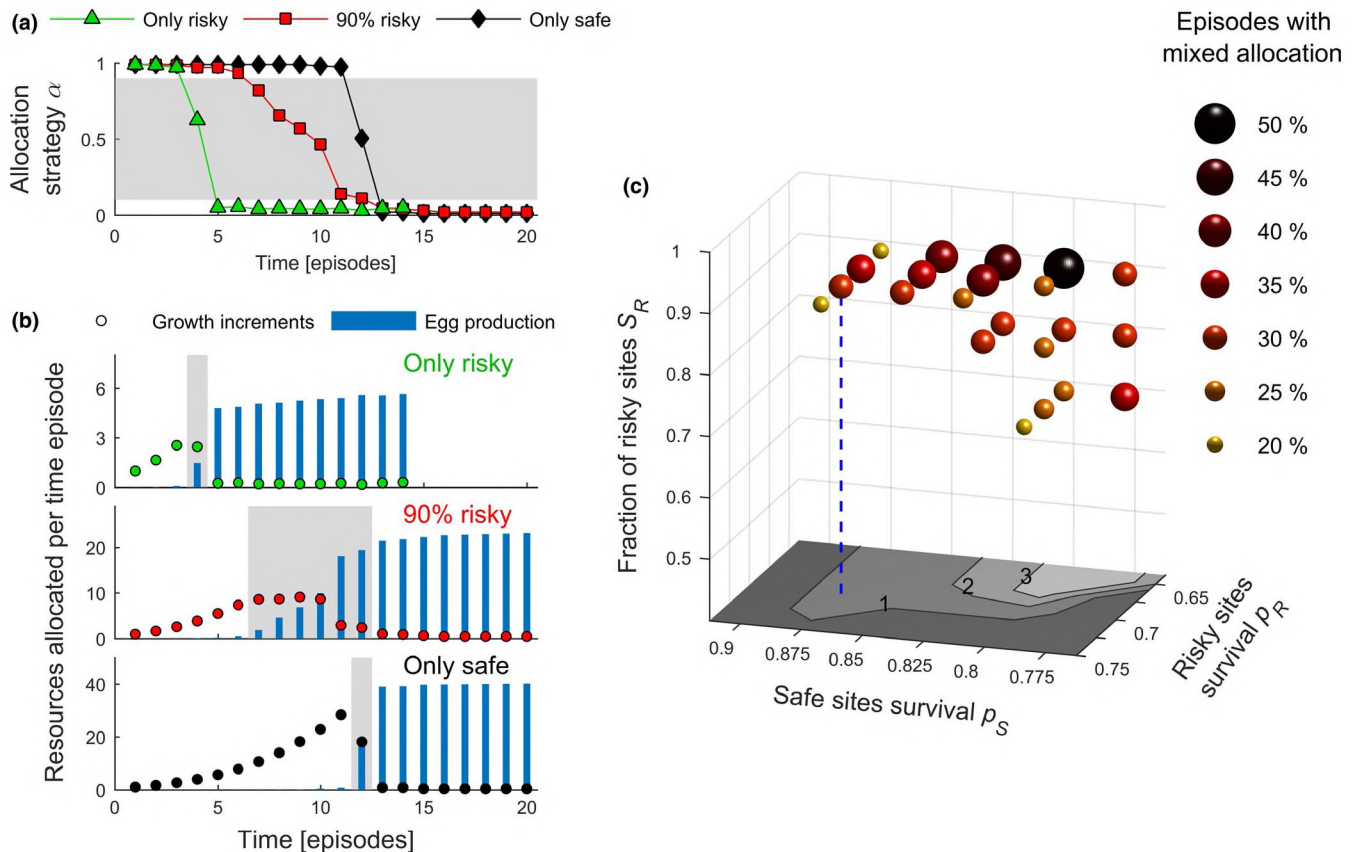 (a)
Only risky
90% risky
Only safe
Allocation
strategy α
1
0.5
0
0
5
10
15
20
Time [episodes]
(b)
Growth increments
Egg production
Resources allocated per time episode
Only risky
6
3
0
90% risky
20
0
Only safe
40
20
0
0
5
10
15
20
Time [episodes]
(c)
Fraction of risky sites S_R
1
0.9
0.8
0.7
0.6
0.5
1
2
3
0.9
0.875
0.85
0.825
0.8
0.775
Safe sites survival p_S
0.65
0.7
0.75
Risky sites
survival p_R
Episodes with
mixed allocation
50 %
45 %
40 %
35 %
30 %
25 %
20 %